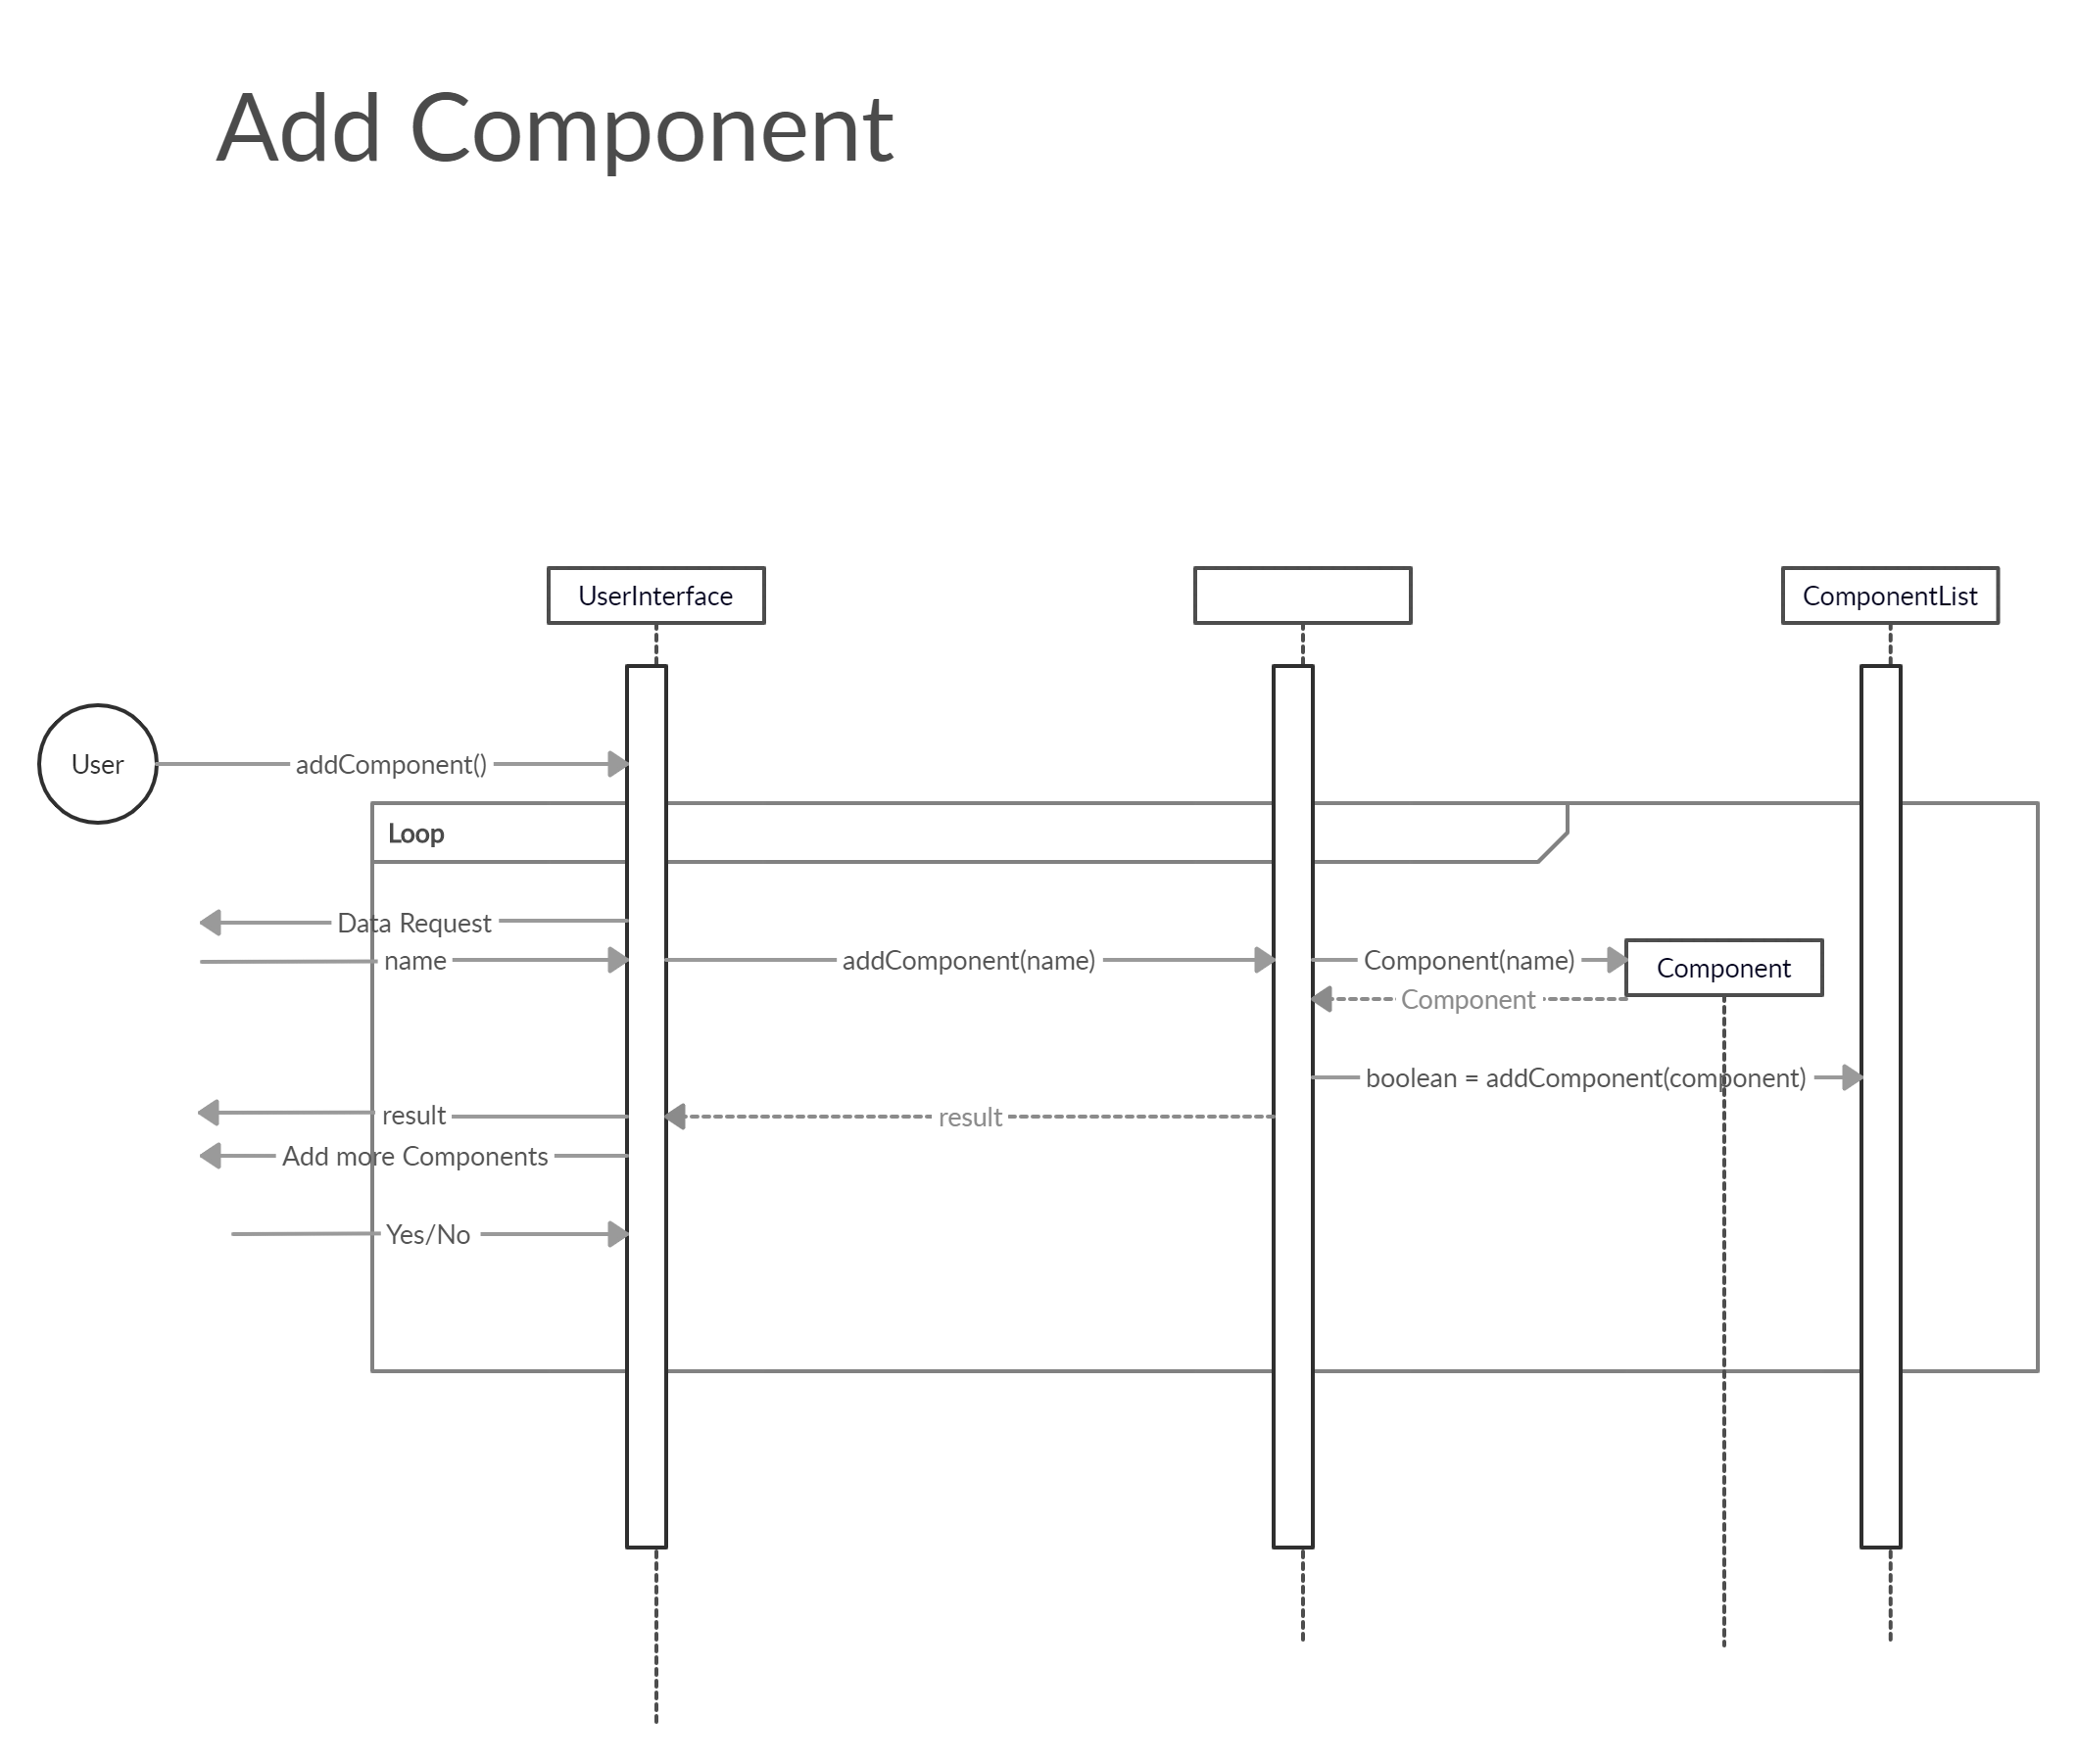 Add Component
UserInterface
ComponentList
User
addComponent()
Loop
Data Request
name
addComponent(name)
Component(name)
Component
Component
boolean = addComponent(component)
result
result
Add more Components
Yes/No